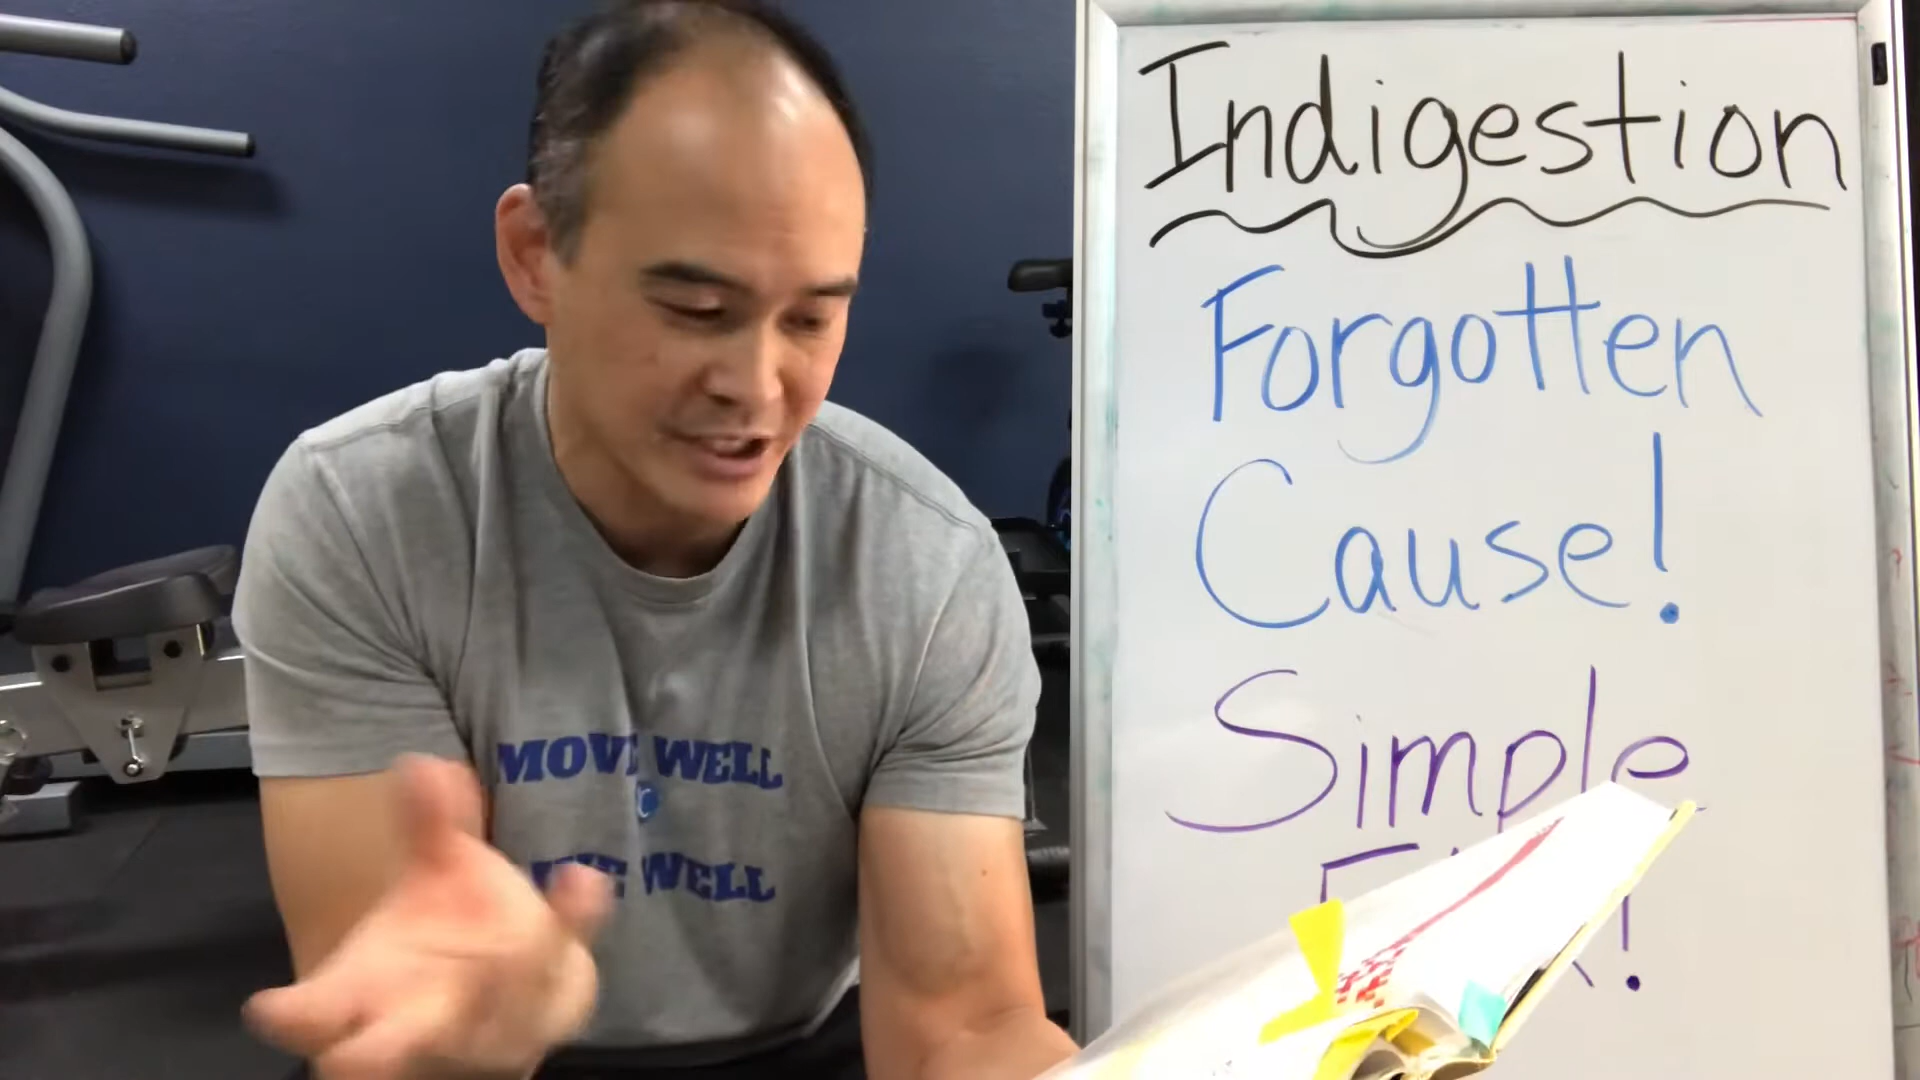 Indigestion
Forgotten
Cause!
Simple
MOVE WELL
WELL